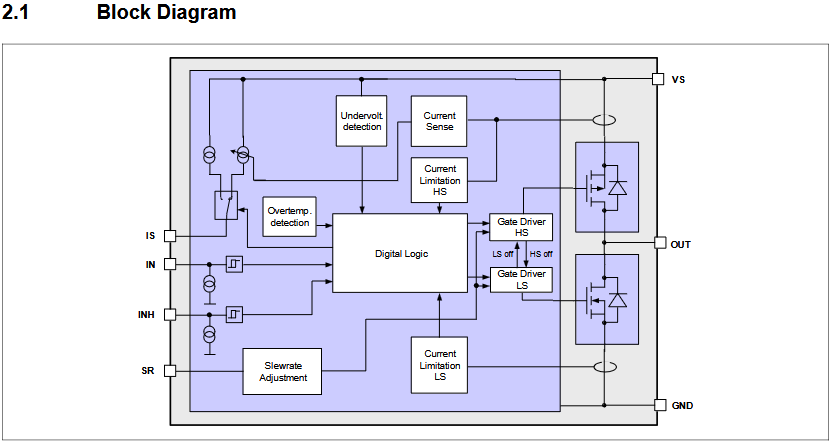 2.1 Block Diagram
VS
Undervolt.
detection
Current
Sense
Current
Limitation
HS
Overtemp.
detection
Gate Driver
HS
IS
Digital Logic
LS off
HS off
OUT
IN
Gate Driver
LS
INH
SR
Slewrate
Adjustment
Current
Limitation
LS
GND